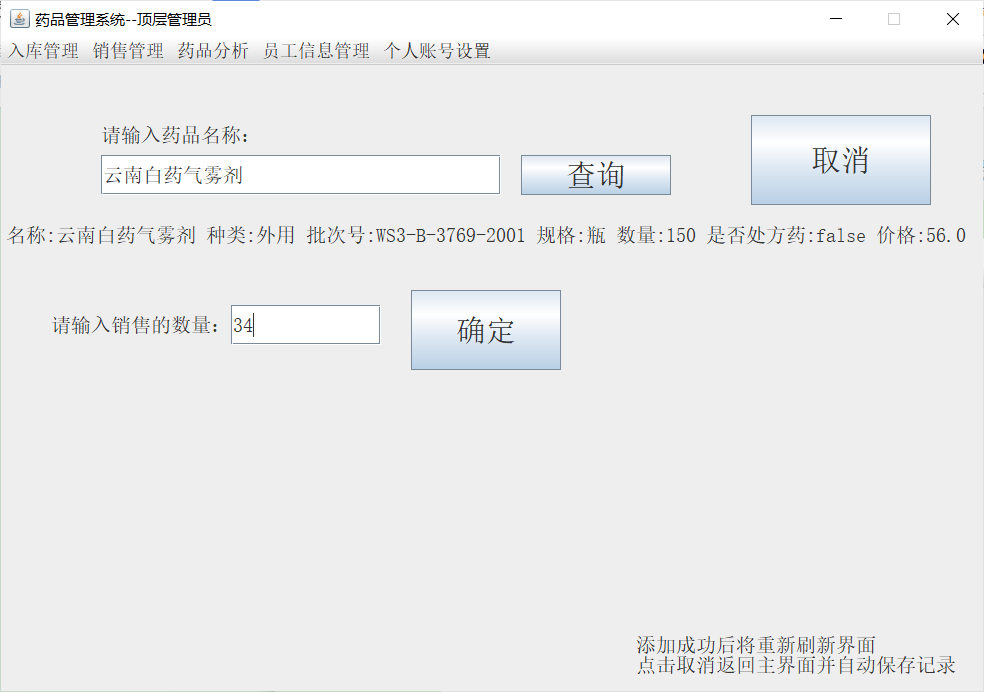 药品管理系统--顶层管理员
入库管理 销售管理 药品分析 员工信息管理 个人账号设置
请输入药品名称：
云南白药气雾剂
查询
取消
名称:云南白药气雾剂 种类:外用 批次号:WS3-B-3769-2001 规格:瓶 数量:150 是否处方药:false 价格:56.0
请输入销售的数量：
34
确定
添加成功后将重新刷新界面
点击取消返回主界面并自动保存记录